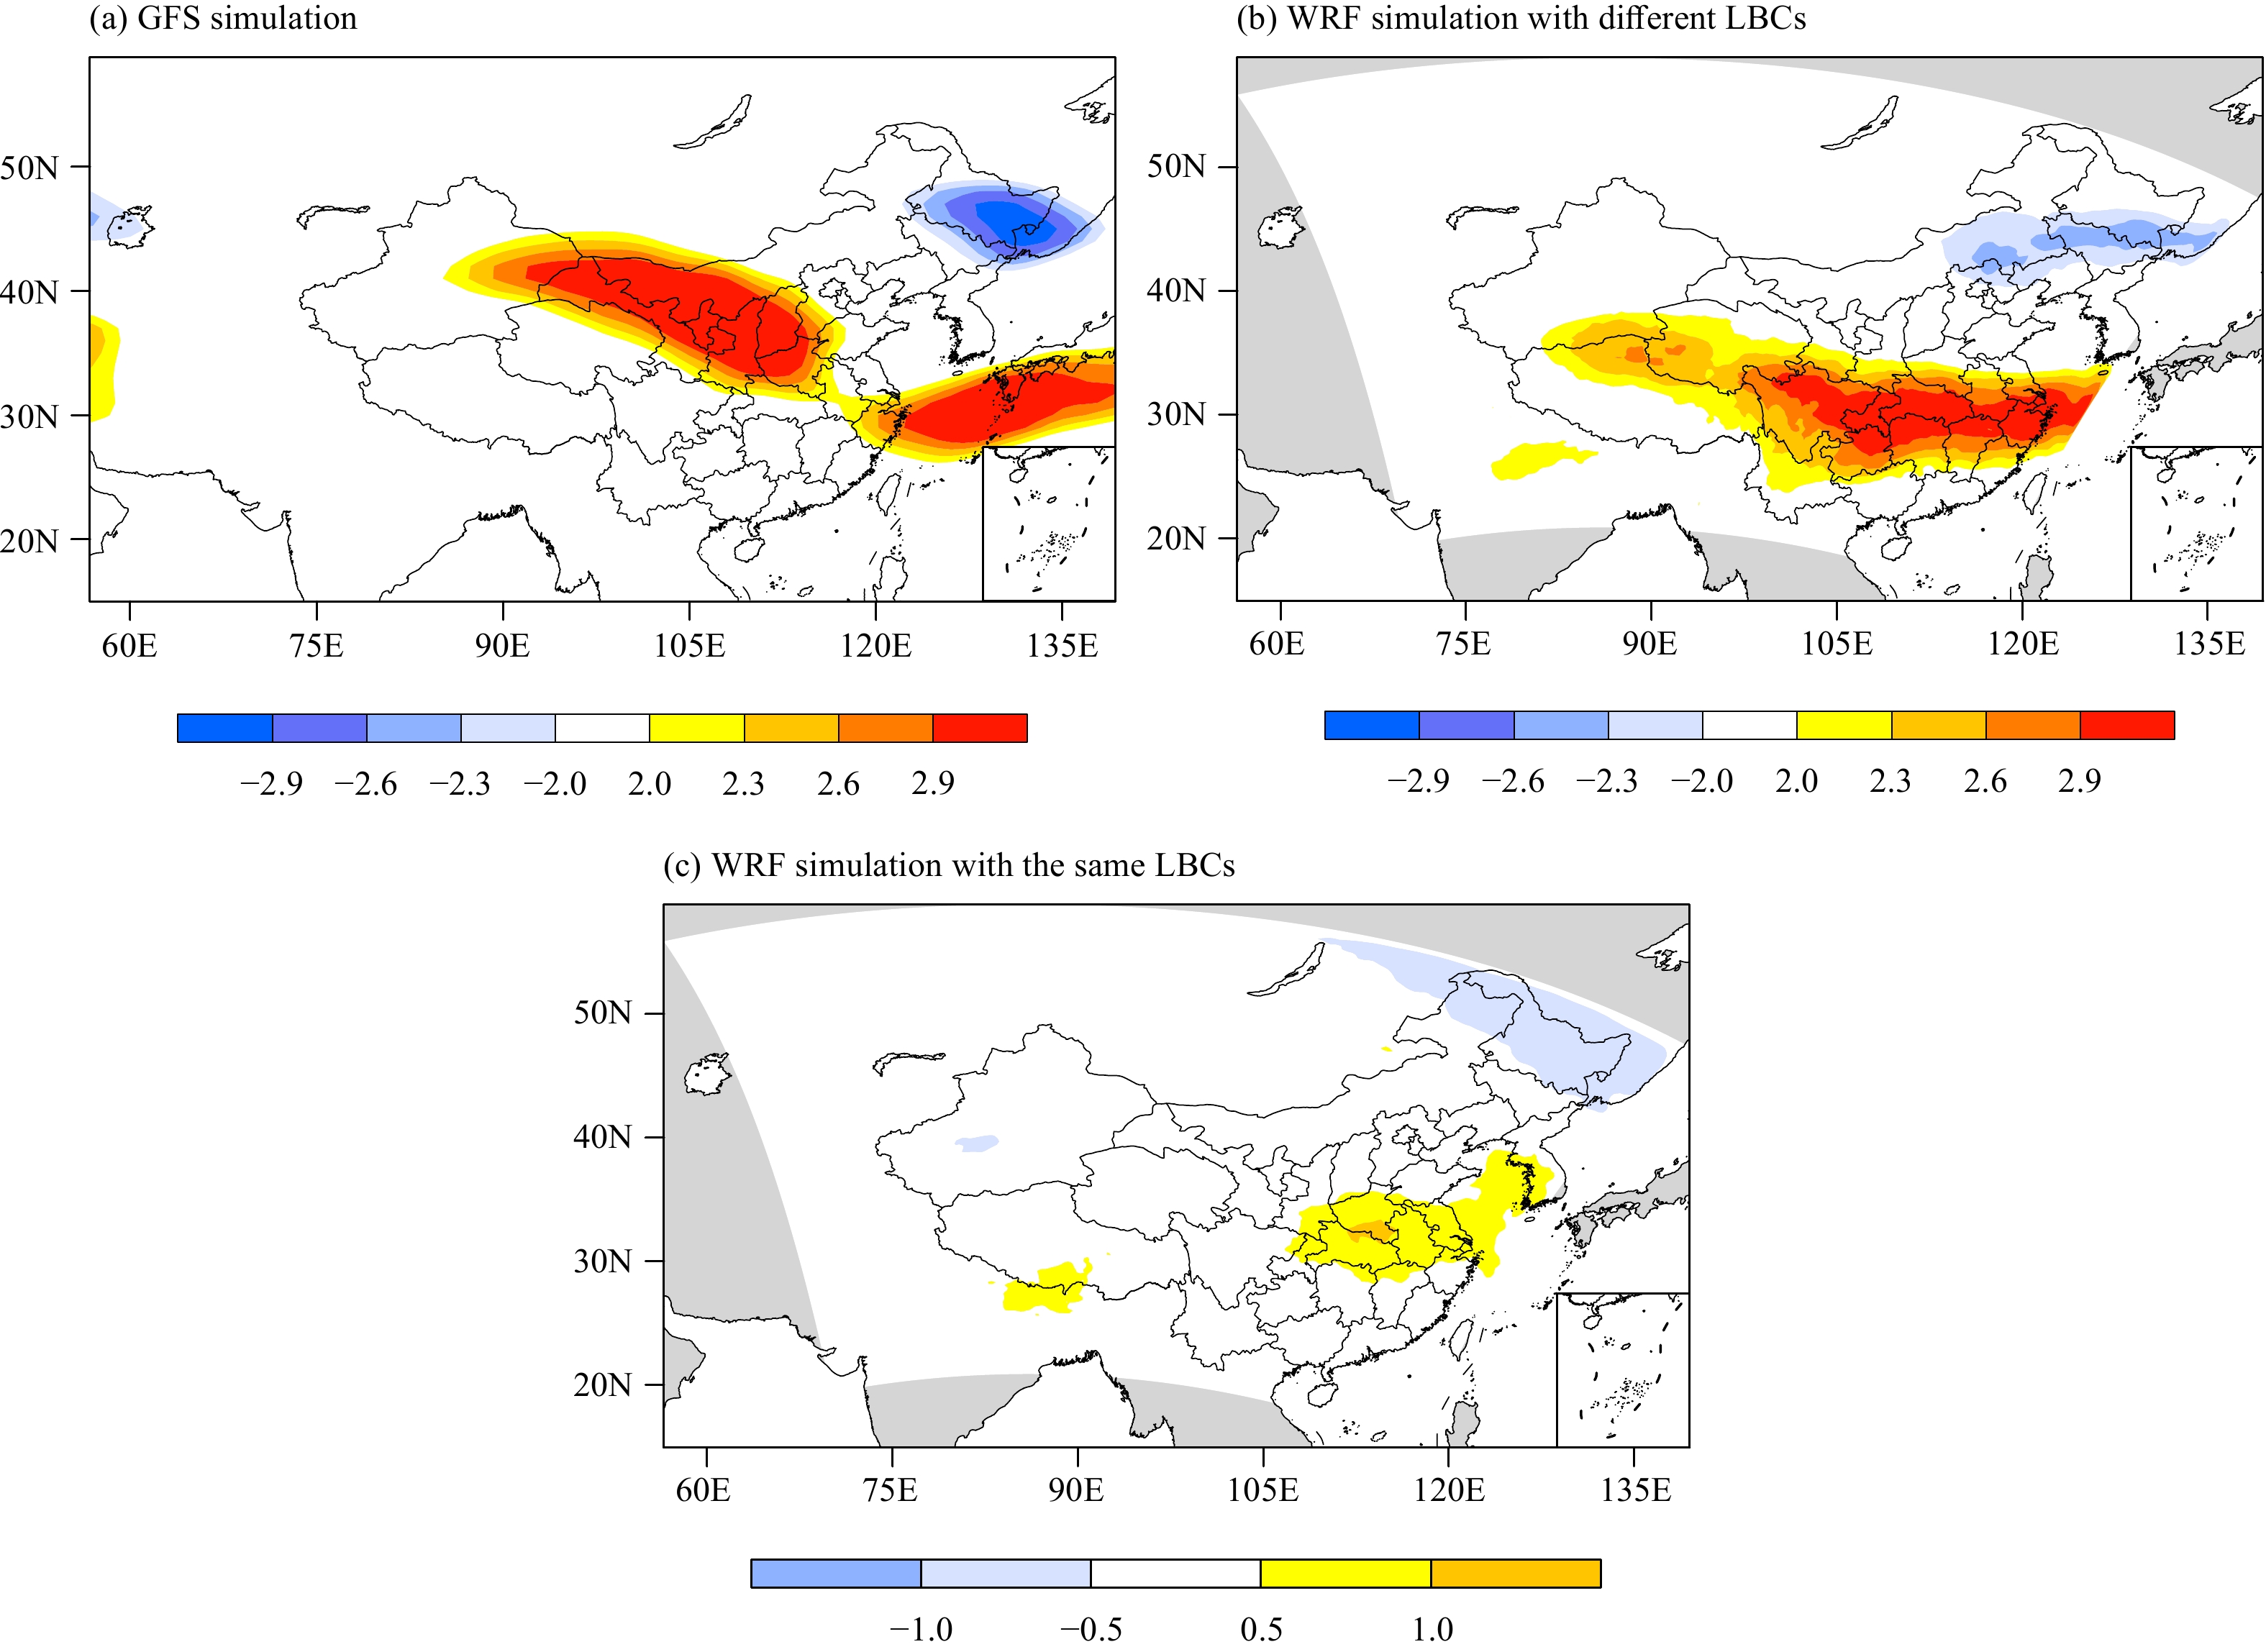 (a) GFS simulation
(b) WRF simulation with different LBCs
50N
40N
30N
20N
60E 75E 90E 105E 120E 135E
−2.9 −2.6 −2.3 −2.0 2.0 2.3 2.6 2.9
50N
40N
30N
20N
60E 75E 90E 105E 120E 135E
−2.9 −2.6 −2.3 −2.0 2.0 2.3 2.6 2.9
(c) WRF simulation with the same LBCs
50N
40N
30N
20N
60E 75E 90E 105E 120E 135E
−1.0 −0.5 0.5 1.0